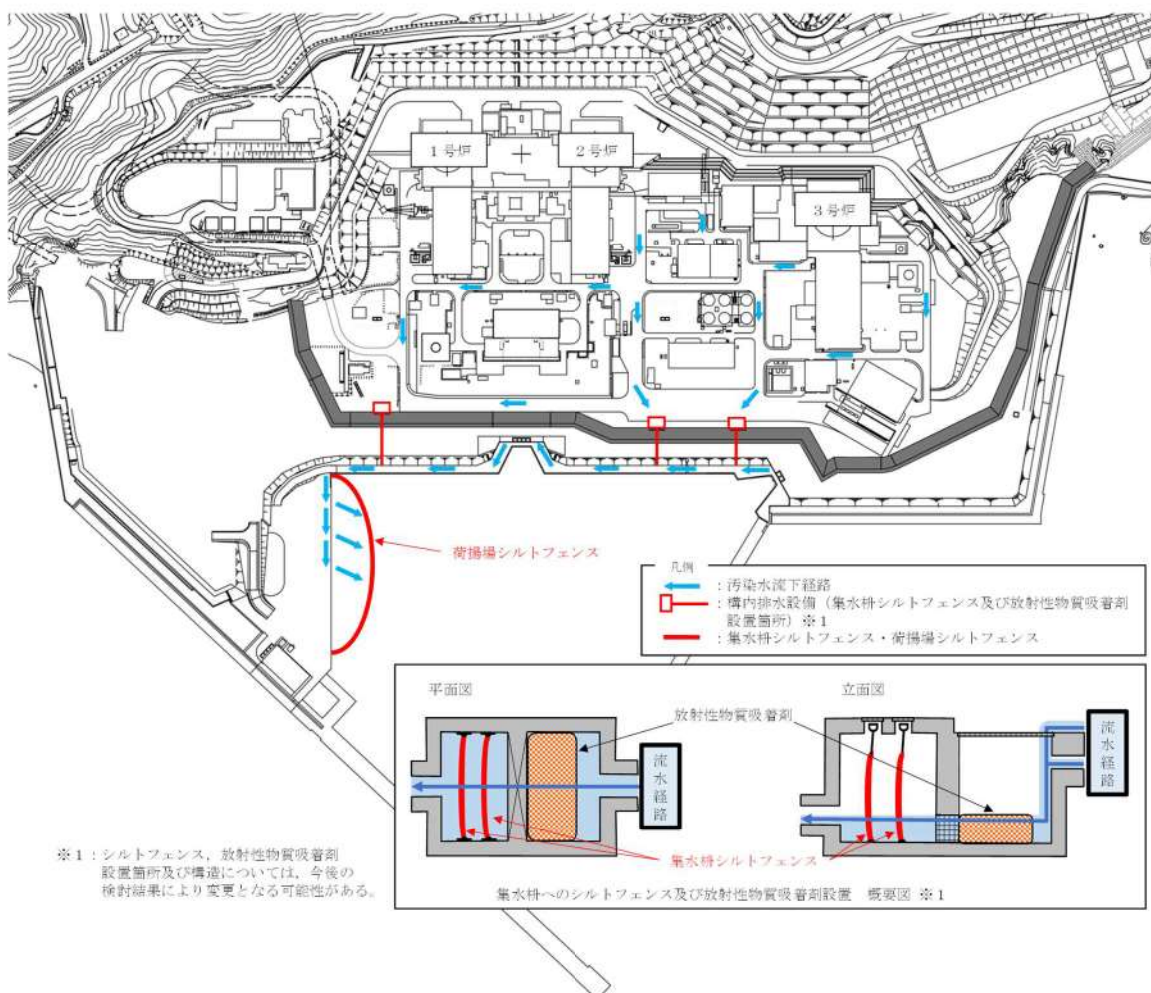 1号炉
2号炉
3号炉
荷揚場シルトフェンス
凡例
：汚染水流下経路
：構内排水設備（集水枡シルトフェンス及び放射性物質吸着剤
設置箇所）※1
：集水枡シルトフェンス・荷揚場シルトフェンス
平面図
立面図
放射性物質吸着剤
流水経路
流水経路
集水枡シルトフェンス
集水枡へのシルトフェンス及び放射性物質吸着剤設置　概要図 ※1
※1：シルトフェンス，放射性物質吸着剤
設置箇所及び構造については，今後の
検討結果により変更となる可能性がある。